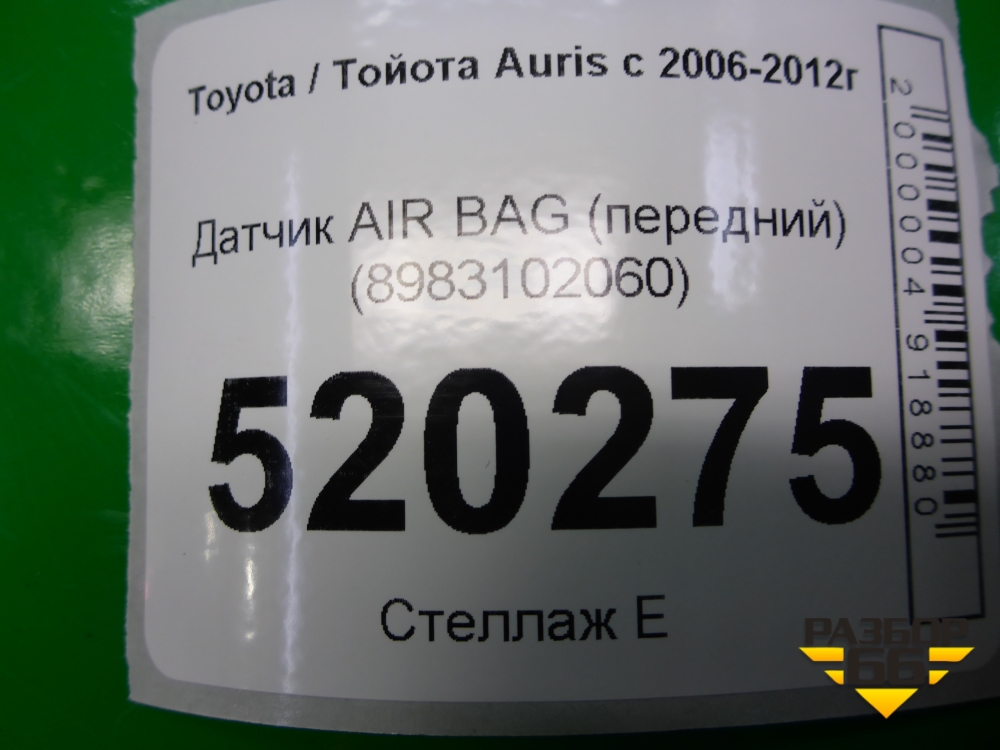 Toyota / Тойота Auris с 2006-2012г
Датчик AIR BAG (передний)
(8983102060)
520275
Стеллаж Е
2000004918880
РАЗБОР
66